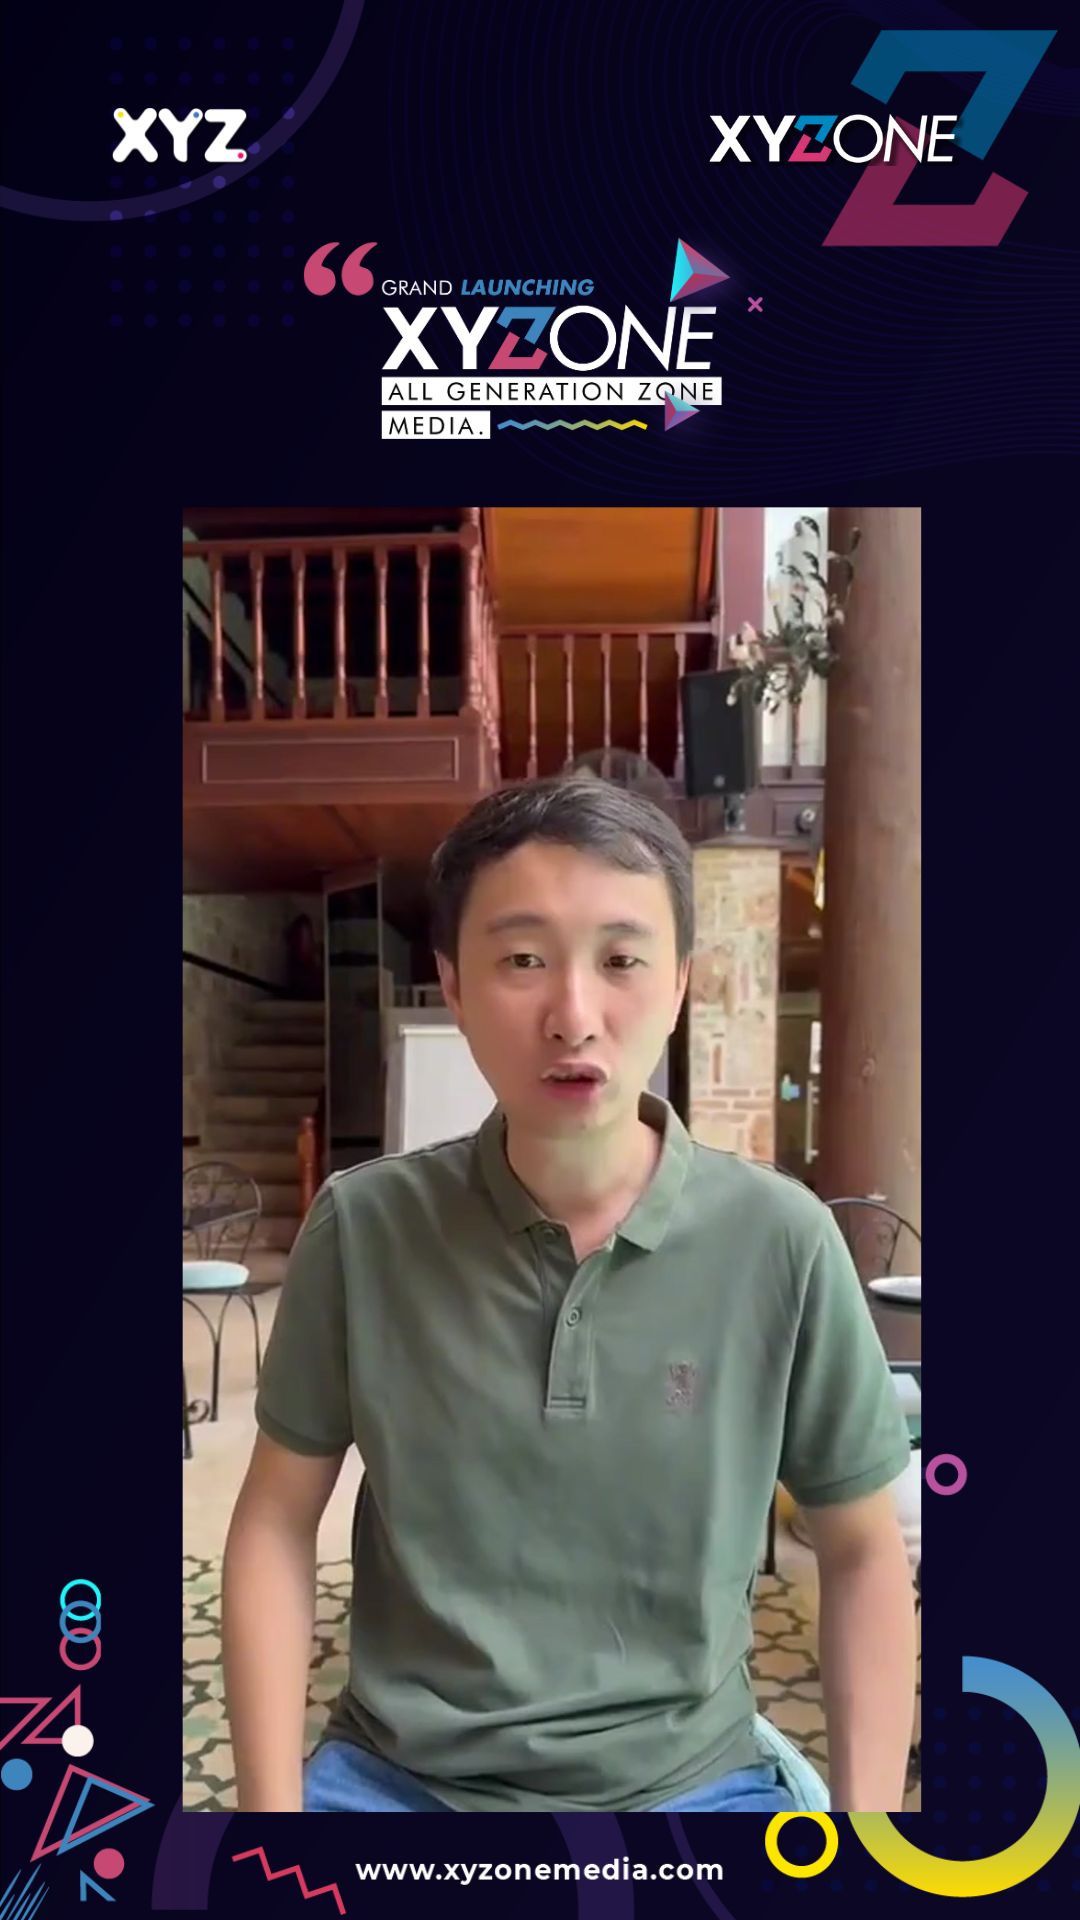 XYZ
XYZONE
GRAND LAUNCHING
XYZONE
ALL GENERATION ZONE
MEDIA.
www.xyzonemedia.com